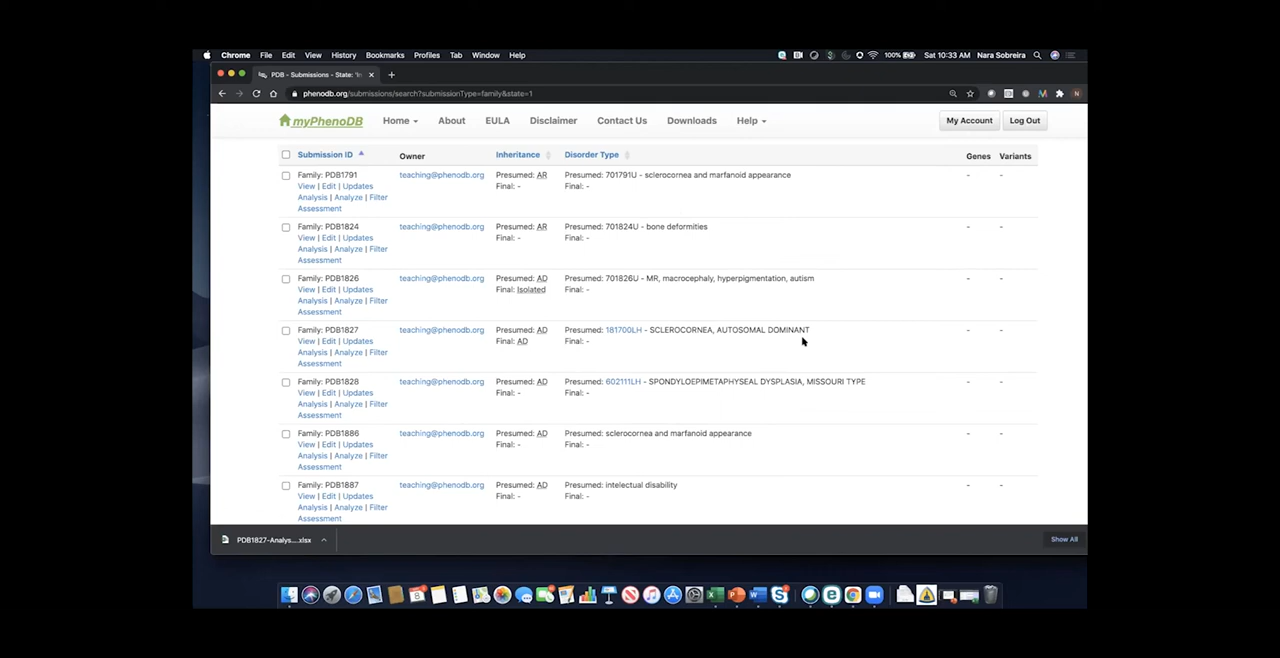 Chrome File Edit View History Bookmarks Profiles Tab Window Help 100% Sat 10:33 AM Nara Sobreira
PDB - Submissions - State: 'In
phenodb.org/submissions/search?submissionType=family&state=1
myPhenoDB Home About EULA Disclaimer Contact Us Downloads Help My Account Log Out
Submission ID Owner Inheritance Disorder Type Genes Variants
Family: PDB1791 teaching@phenodb.org Presumed: AR Presumed: 701791U - sclerocornea and marfanoid appearance - -
View | Edit | Updates Final: - Final: -
Analysis | Analyze | Filter
Assessment
Family: PDB1824 teaching@phenodb.org Presumed: AR Presumed: 701824U - bone deformities - -
View | Edit | Updates Final: - Final: -
Analysis | Analyze | Filter
Assessment
Family: PDB1826 teaching@phenodb.org Presumed: AD Presumed: 701826U - MR, macrocephaly, hyperpigmentation, autism - -
View | Edit | Updates Final: Isolated Final: -
Analysis | Analyze | Filter
Assessment
Family: PDB1827 teaching@phenodb.org Presumed: AD Presumed: 181700LH - SCLEROCORNEA, AUTOSOMAL DOMINANT - -
View | Edit | Updates Final: AD Final: -
Analysis | Analyze | Filter
Assessment
Family: PDB1828 teaching@phenodb.org Presumed: AD Presumed: 602111LH - SPONDYLOEPIMETAPHYSEAL DYSPLASIA, MISSOURI TYPE - -
View | Edit | Updates Final: - Final: -
Analysis | Analyze | Filter
Assessment
Family: PDB1886 teaching@phenodb.org Presumed: AD Presumed: sclerocornea and marfanoid appearance - -
View | Edit | Updates Final: - Final: -
Analysis | Analyze | Filter
Assessment
Family: PDB1887 teaching@phenodb.org Presumed: AD Presumed: intelectual disability - -
View | Edit | Updates Final: - Final: -
Analysis | Analyze | Filter
Assessment
PDB1827-Analys....xlsx Show All